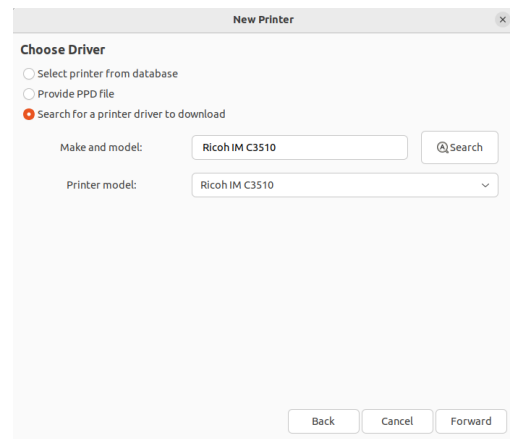 New Printer
Choose Driver
Select printer from database
Provide PPD file
Search for a printer driver to download
Make and model: Ricoh IM C3510 Search
Printer model: Ricoh IM C3510
Back Cancel Forward